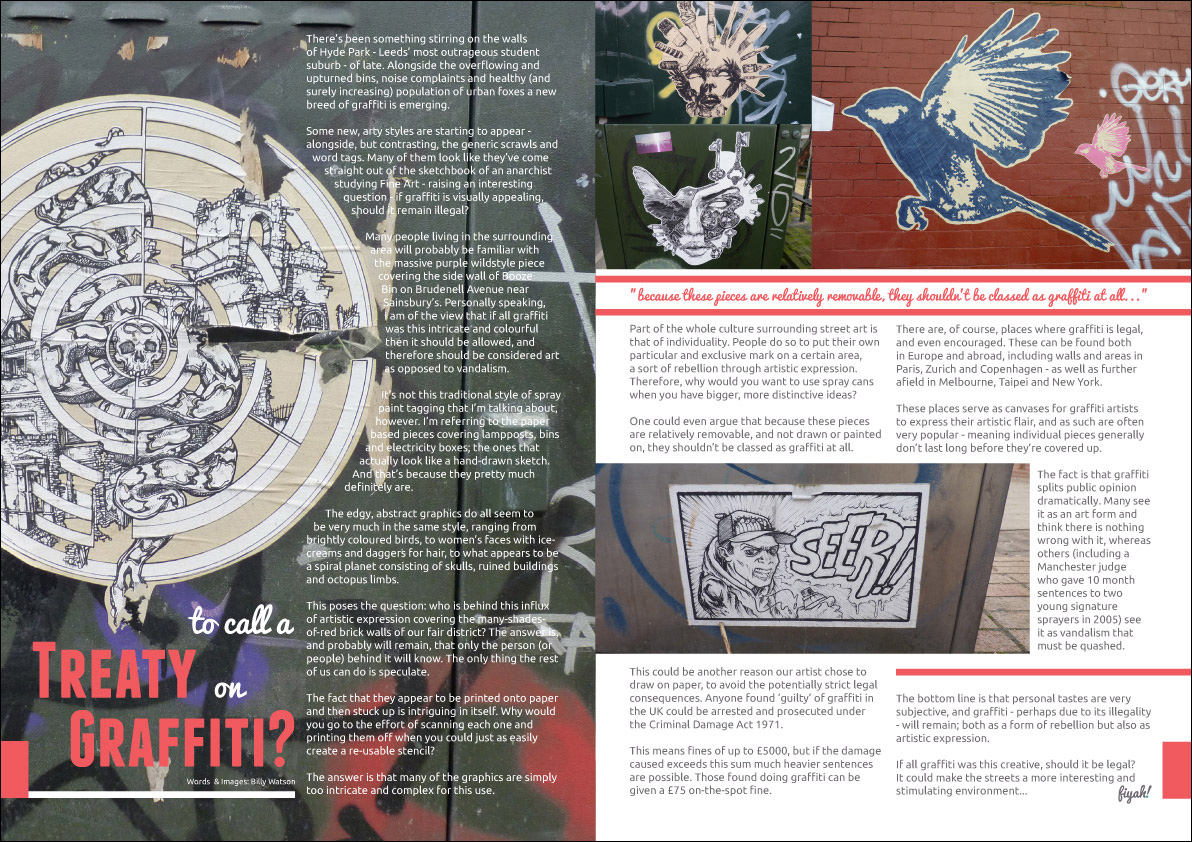 There's been something stirring on the walls
of Hyde Park - Leeds' most outrageous student
suburb - of late. Alongside the overflowing and
upturned bins, noise complaints and healthy (and
surely increasing) population of urban foxes a new
breed of graffiti is emerging.
Some new, arty styles are starting to appear -
alongside, but contrasting, the generic scrawls and
word tags. Many of them look like they've come
straight out of the sketchbook of an anarchist
studying Fine Art - raising an interesting
question - if graffiti is visually appealing,
should it remain illegal?
Many people living in the surrounding
area will probably be familiar with
the massive purple wildstyle piece
covering the side wall of Booze
Bin on Brudenell Avenue near
Sainsbury's. Personally speaking,
I am of the view that if all graffiti
was this intricate and colourful
then it should be allowed, and
therefore should be considered art
as opposed to vandalism.
It's not this traditional style of spray
paint tagging that I'm talking about,
however. I'm referring to the paper
based pieces covering lampposts, bins
and electricity boxes; the ones that
actually look like a hand-drawn sketch.
And that's because they pretty much
definitely are.
The edgy, abstract graphics do all seem to
be very much in the same style, ranging from
brightly coloured birds, to women's faces with ice-
creams and daggers for hair, to what appears to be
a spiral planet consisting of skulls, ruined buildings
and octopus limbs.
This poses the question: who is behind this influx
of artistic expression covering the many-shades-
of-red brick walls of our fair district? The answer is,
and probably will remain, that only the person (or
people) behind it will know. The only thing the rest
of us can do is speculate.
The fact that they appear to be printed onto paper
and then stuck up is intriguing in itself. Why would
you go to the effort of scanning each one and
printing them off when you could just as easily
create a re-usable stencil?
The answer is that many of the graphics are simply
too intricate and complex for this use.
to call a
TREATY on
GRAFFITI?
Words & Images: Billy Watson
2011
"because these pieces are relatively removable, they shouldn't be classed as graffiti at all..."
Part of the whole culture surrounding street art is
that of individuality. People do so to put their own
particular and exclusive mark on a certain area,
a sort of rebellion through artistic expression.
Therefore, why would you want to use spray cans
when you have bigger, more distinctive ideas?
One could even argue that because these pieces
are relatively removable, and not drawn or painted
on, they shouldn't be classed as graffiti at all.
There are, of course, places where graffiti is legal,
and even encouraged. These can be found both
in Europe and abroad, including walls and areas in
Paris, Zurich and Copenhagen - as well as further
afield in Melbourne, Taipei and New York.
These places serve as canvases for graffiti artists
to express their artistic flair, and as such are often
very popular - meaning individual pieces generally
don't last long before they're covered up.
SEER!!
The fact is that graffiti
splits public opinion
dramatically. Many see
it as an art form and
think there is nothing
wrong with it, whereas
others (including a
Manchester judge
who gave 10 month
sentences to two
young signature
sprayers in 2005) see
it as vandalism that
must be quashed.
This could be another reason our artist chose to
draw on paper, to avoid the potentially strict legal
consequences. Anyone found 'guilty' of graffiti in
the UK could be arrested and prosecuted under
the Criminal Damage Act 1971.
This means fines of up to £5000, but if the damage
caused exceeds this sum much heavier sentences
are possible. Those found doing graffiti can be
given a £75 on-the-spot fine.
The bottom line is that personal tastes are very
subjective, and graffiti - perhaps due to its illegality
- will remain; both as a form of rebellion but also as
artistic expression.
If all graffiti was this creative, should it be legal?
It could make the streets a more interesting and
stimulating environment...
fiyah!